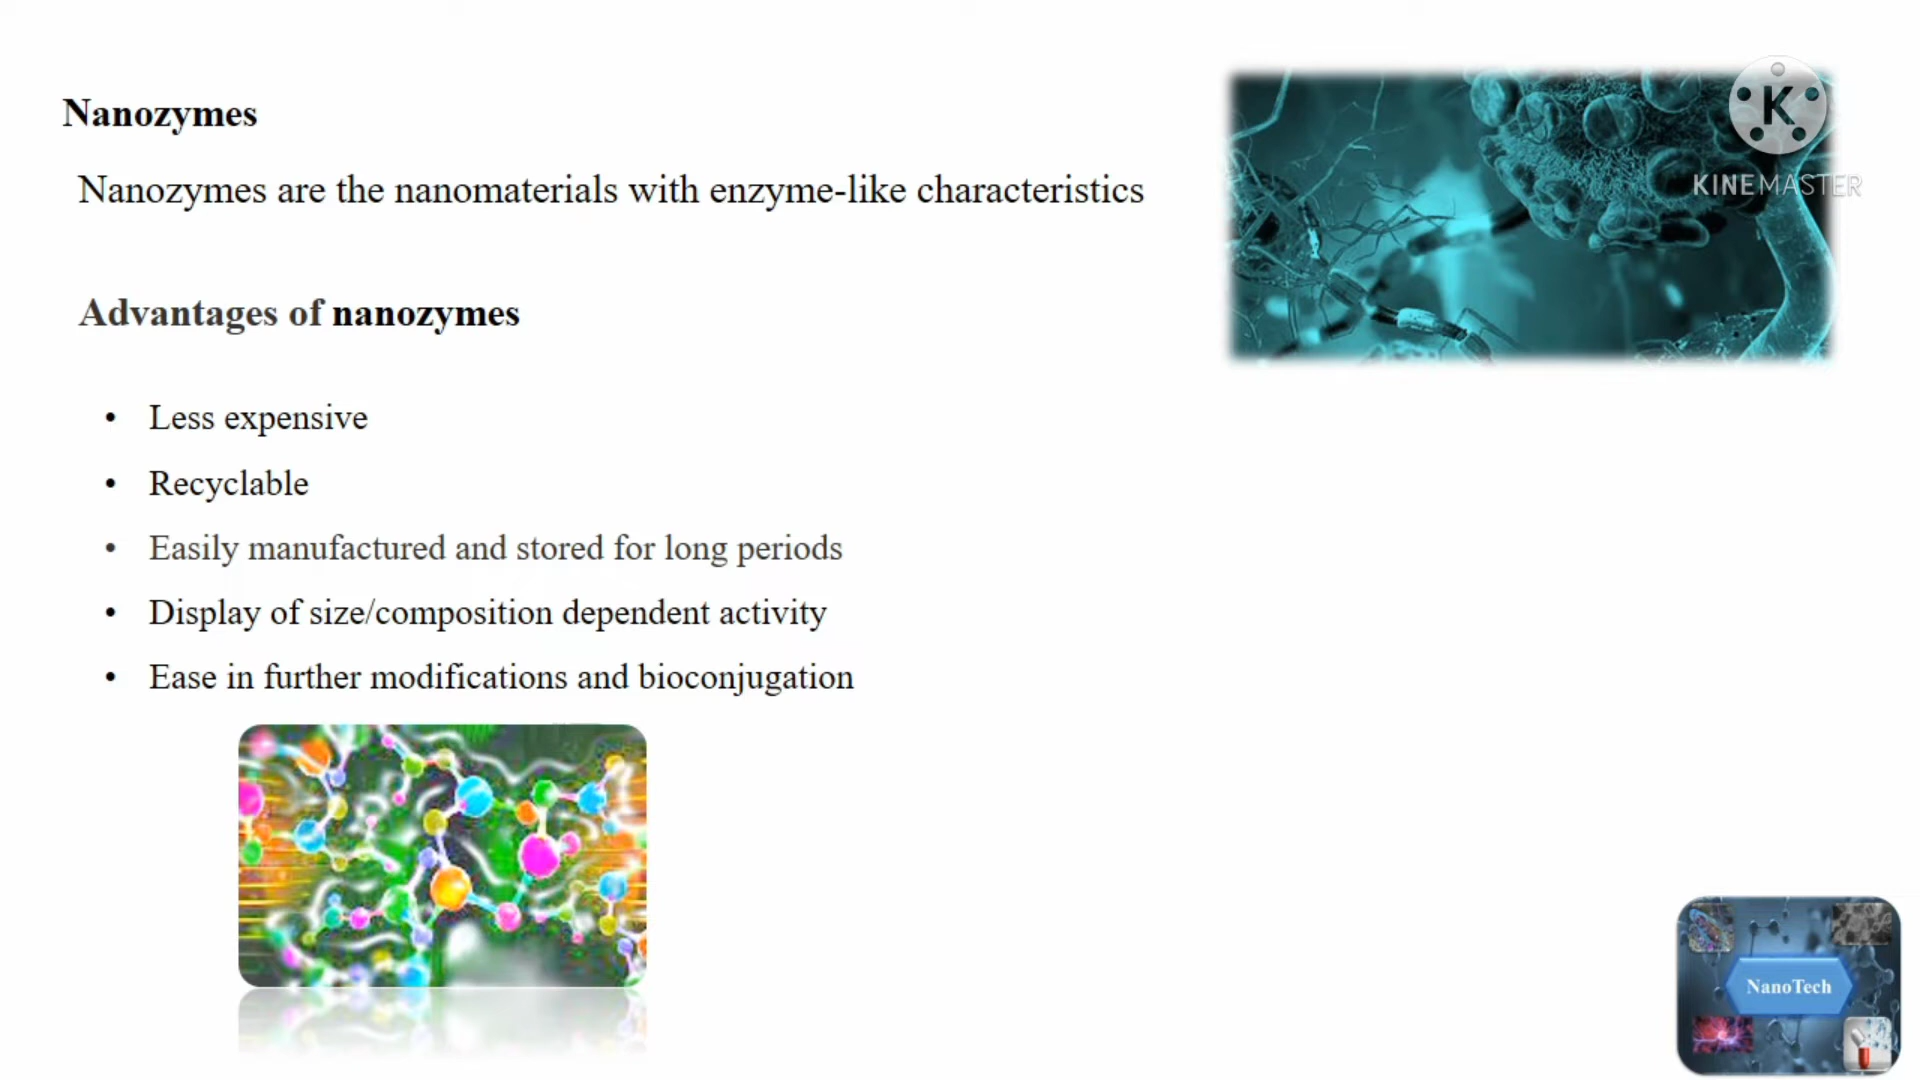 Nanozymes
Nanozymes are the nanomaterials with enzyme-like characteristics
Advantages of nanozymes
• Less expensive
• Recyclable
• Easily manufactured and stored for long periods
• Display of size/composition dependent activity
• Ease in further modifications and bioconjugation
K
KINEMASTER
NanoTech